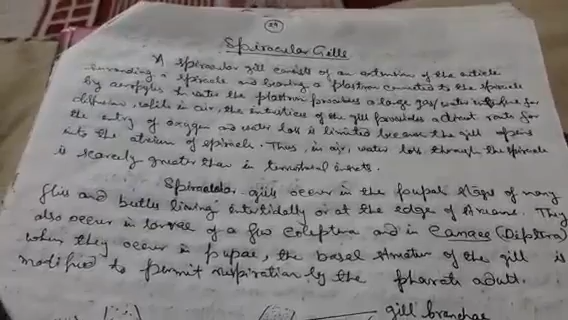 29
Spiracular Gills
A spiracular gill consists of an extension of the cuticle
surrounding a spiracle and bearing a plastron connected to the spiracle
by aeropyles. In water the plastron provides a large gas/water interface for
diffusion, while in air, the interstices of the gill provides a direct route for
the entry of oxygen and water loss is limited because the gill opens
into the atrium of spiracle. Thus, in air, water loss through the spiracle
is scarcely greater than in terrestrial insects.
Spiracular gills occur in the pupal stage of many
flies and beetles living intertidally or at the edge of streams. They
also occur in larvae of a few coleoptera and in Canace (Diptera)
when they occur in pupae, the basal structure of the gill is
modified to permit respiration by the pharate adult.
gill branches